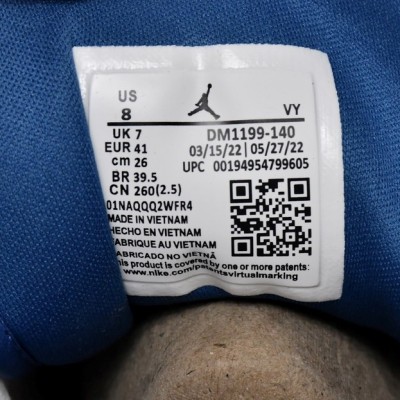 US VY
8
UK 7 DM1199-140
EUR 41 03/15/22 | 05/27/22
cm 26 UPC 00194954799605
BR 39.5
CN 260(2.5)
01NAQQQ2WFR4
MADE IN VIETNAM
HECHO EN VIETNAM
FABRIQUE AU VIETNAM
FABRICADO NO VIETNÃ
this product is covered by one or more patents:
www.nike.com/patentsvirtualmarking